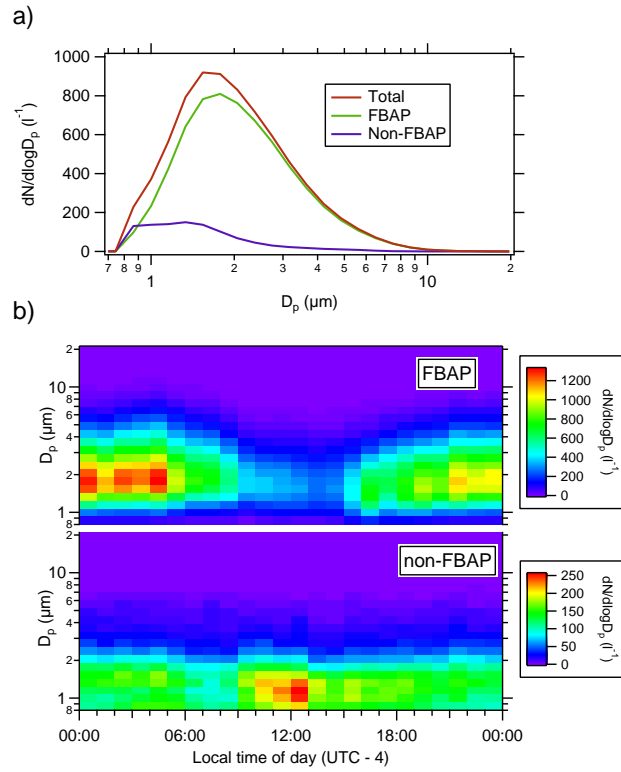 a)
1000
800
600
400
200
0
dN/dlogDp (l-1)
Total
FBAP
Non-FBAP
7 8 9 1 2 3 4 5 6 7 8 9 10 2
Dp (µm)
b)
2
10
8
6
4
2
1
8
Dp (µm)
FBAP
1200
1000
800
600
400
200
0
dN/dlogDp (l-1)
2
10
8
6
4
2
1
8
Dp (µm)
non-FBAP
250
200
150
100
50
0
dN/dlogDp (l-1)
00:00 06:00 12:00 18:00 00:00
Local time of day (UTC - 4)